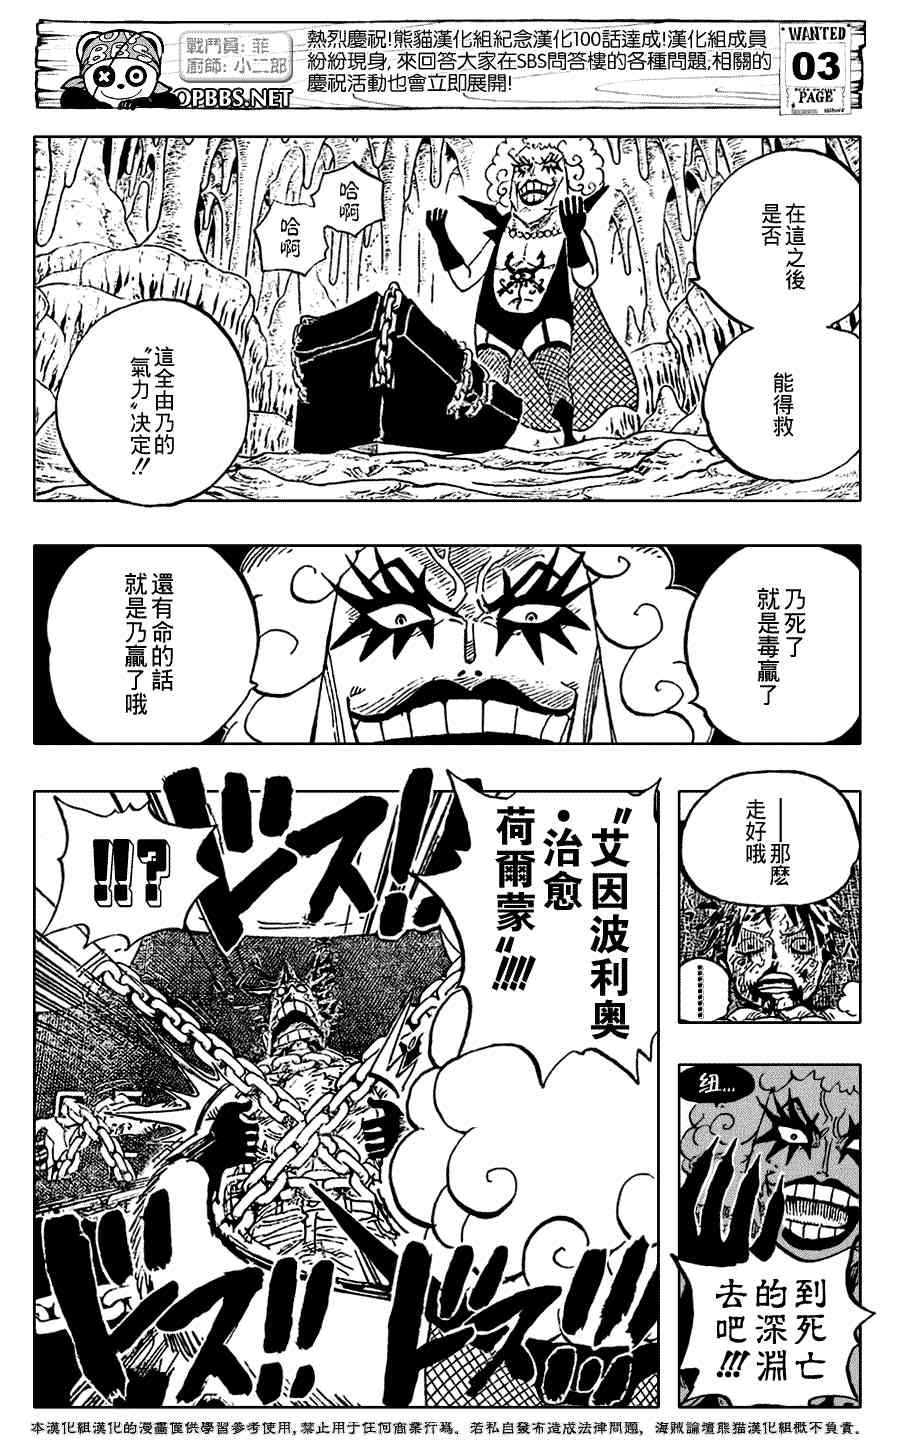 戰鬥員:菲
廚師:小二郎
OPBBS.NET
熱烈慶祝!熊貓漢化組紀念漢化100話達成!漢化組成員
紛紛現身,來回答大家在SBS問答樓的各種問題,相關的
慶祝活動也會立即展開!
WANTED
03
PAGE
在這之後
是否
能得救
哈啊
哈啊
這全由乃的
〝氣力〞決定!!
乃死了
就是毒贏了
還有命的話
就是乃贏了哦
——那麽
走好哦
………
纽...
到死亡
的深淵
去吧!!!
〝艾因波利奧
·治愈
荷爾蒙〞!!!!
!!?
ドス!!
ドス!!
ドス!!
本漢化組漢化的漫畫僅供學習參考使用,禁止用于任何商業行爲。若私自發布造成法律問題,海賊論壇熊猫漢化組概不負責。